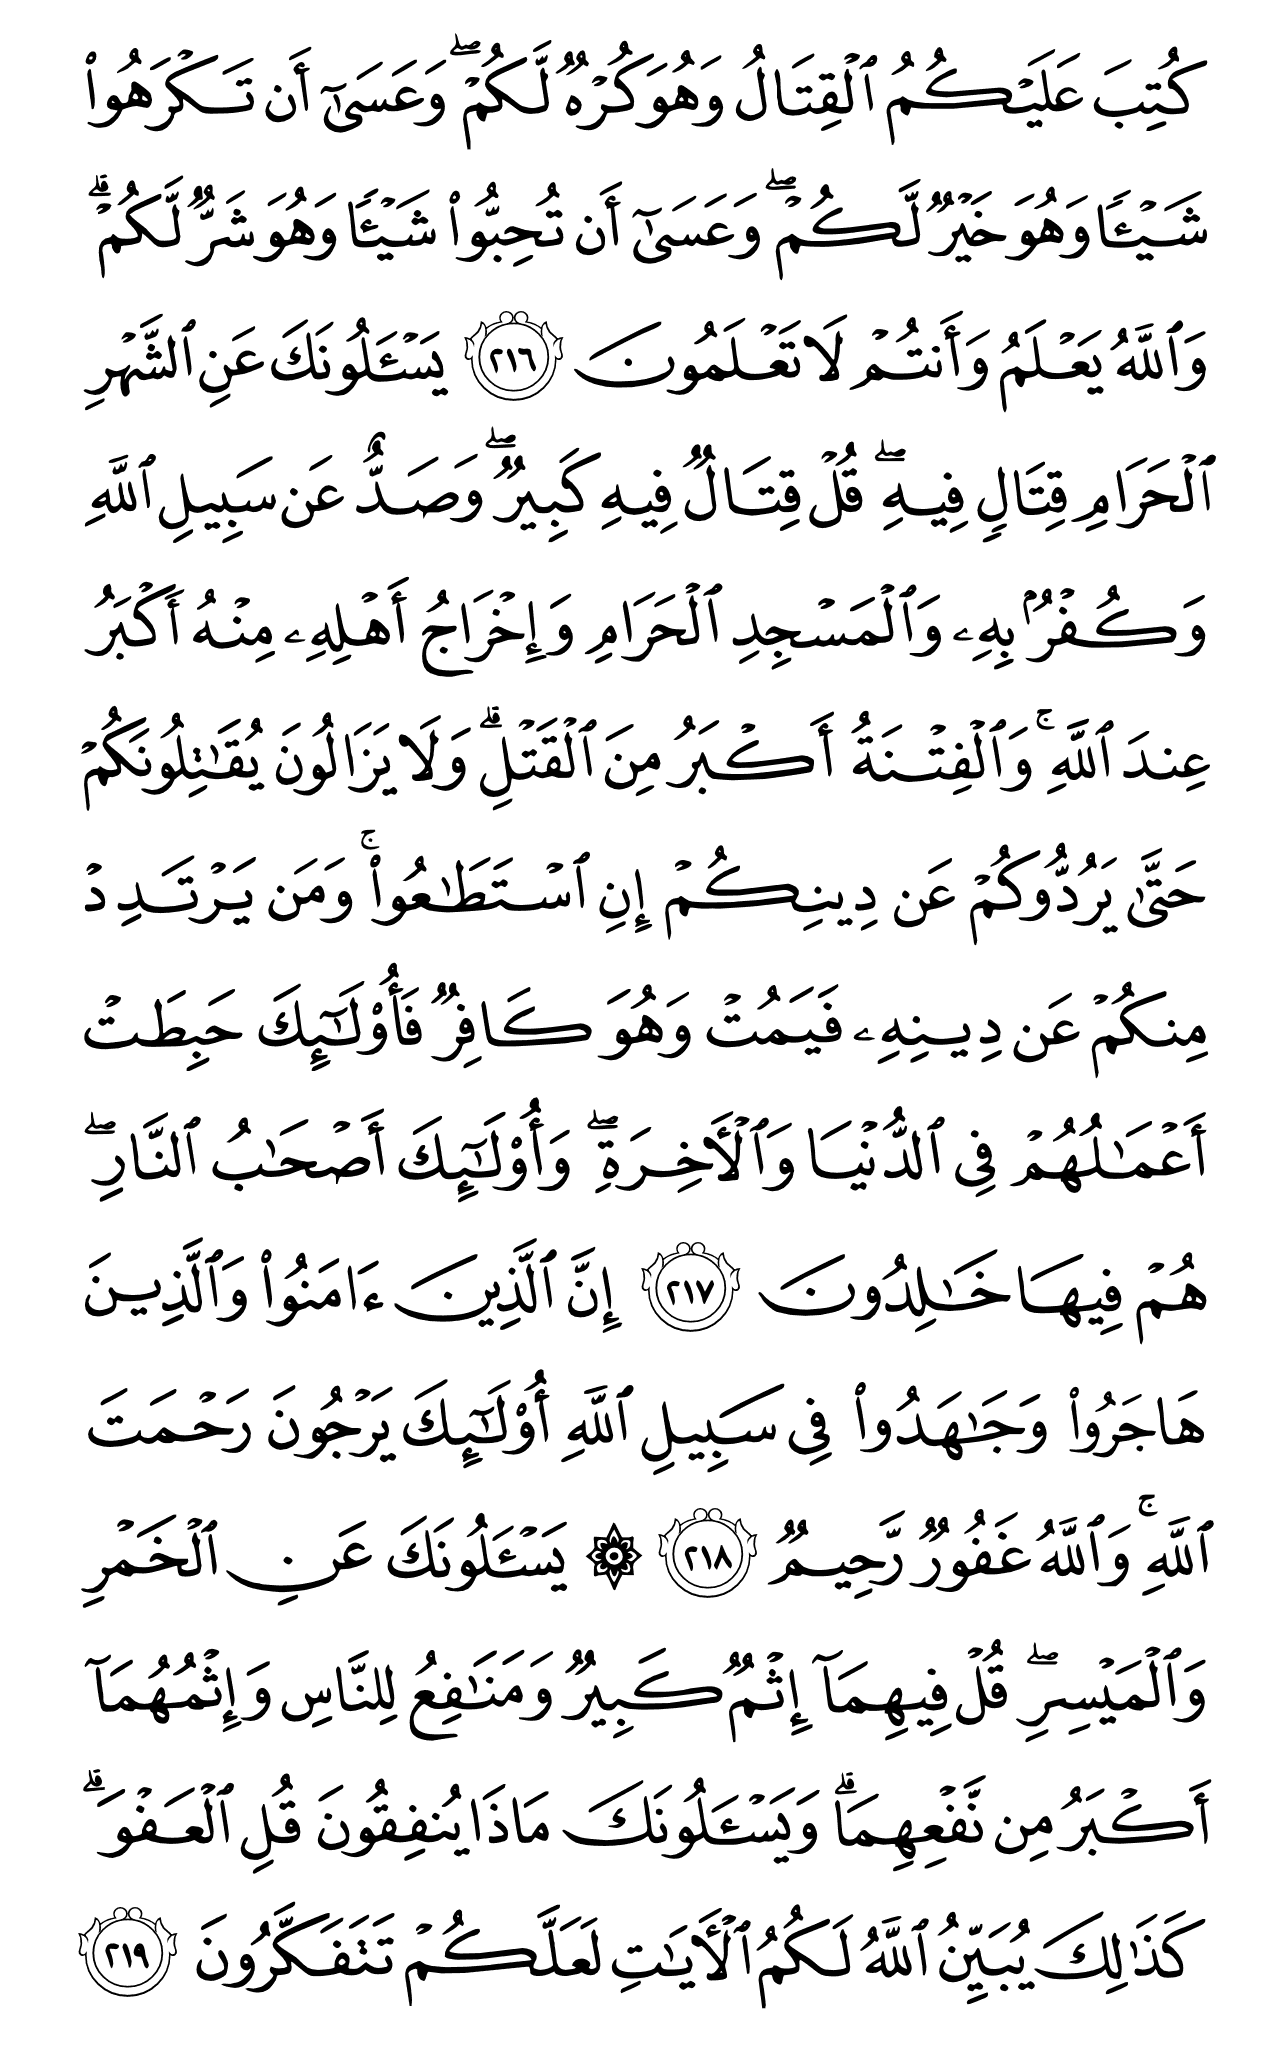 كُتِبَ عَلَيۡكُمُ ٱلۡقِتَالُ وَهُوَ كُرۡهٞ لَّكُمۡۖ وَعَسَىٰٓ أَن تَكۡرَهُواْ
شَيۡـٔٗا وَهُوَ خَيۡرٞ لَّكُمۡۖ وَعَسَىٰٓ أَن تُحِبُّواْ شَيۡـٔٗا وَهُوَ شَرّٞ لَّكُمۡۚ
وَٱللَّهُ يَعۡلَمُ وَأَنتُمۡ لَا تَعۡلَمُونَ ٢١٦ يَسۡـَٔلُونَكَ عَنِ ٱلشَّهۡرِ
ٱلۡحَرَامِ قِتَالٖ فِيهِۖ قُلۡ قِتَالٞ فِيهِ كَبِيرٞۖ وَصَدٌّ عَن سَبِيلِ ٱللَّهِ
وَكُفۡرُۢ بِهِۦ وَٱلۡمَسۡجِدِ ٱلۡحَرَامِ وَإِخۡرَاجُ أَهۡلِهِۦ مِنۡهُ أَكۡبَرُ
عِندَ ٱللَّهِۚ وَٱلۡفِتۡنَةُ أَكۡبَرُ مِنَ ٱلۡقَتۡلِۗ وَلَا يَزَالُونَ يُقَٰتِلُونَكُمۡ
حَتَّىٰ يَرُدُّوكُمۡ عَن دِينِكُمۡ إِنِ ٱسۡتَطَٰعُواْۚ وَمَن يَرۡتَدِدۡ
مِنكُمۡ عَن دِينِهِۦ فَيَمُتۡ وَهُوَ كَافِرٞ فَأُوْلَٰٓئِكَ حَبِطَتۡ
أَعۡمَٰلُهُمۡ فِي ٱلدُّنۡيَا وَٱلۡأٓخِرَةِۖ وَأُوْلَٰٓئِكَ أَصۡحَٰبُ ٱلنَّارِۖ
هُمۡ فِيهَا خَٰلِدُونَ ٢١٧ إِنَّ ٱلَّذِينَ ءَامَنُواْ وَٱلَّذِينَ
هَاجَرُواْ وَجَٰهَدُواْ فِي سَبِيلِ ٱللَّهِ أُوْلَٰٓئِكَ يَرۡجُونَ رَحۡمَتَ
ٱللَّهِۚ وَٱللَّهُ غَفُورٞ رَّحِيمٞ ٢١٨ ۞ يَسۡـَٔلُونَكَ عَنِ ٱلۡخَمۡرِ
وَٱلۡمَيۡسِرِۖ قُلۡ فِيهِمَآ إِثۡمٞ كَبِيرٞ وَمَنَٰفِعُ لِلنَّاسِ وَإِثۡمُهُمَآ
أَكۡبَرُ مِن نَّفۡعِهِمَاۗ وَيَسۡـَٔلُونَكَ مَاذَا يُنفِقُونَ قُلِ ٱلۡعَفۡوَۗ
كَذَٰلِكَ يُبَيِّنُ ٱللَّهُ لَكُمُ ٱلۡأٓيَٰتِ لَعَلَّكُمۡ تَتَفَكَّرُونَ ٢١٩